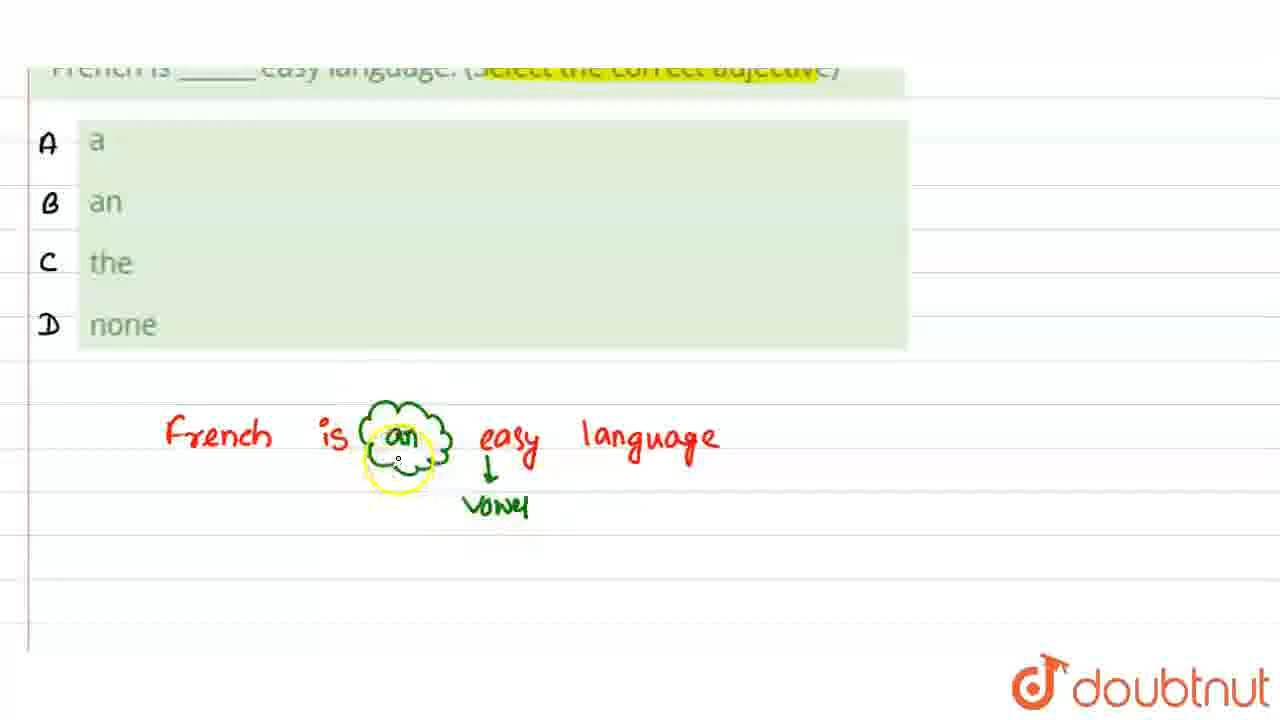 French is ______ easy language. (Select the correct adjective)
A a
B an
C the
D none
French is an easy language
vowel
doubtnut